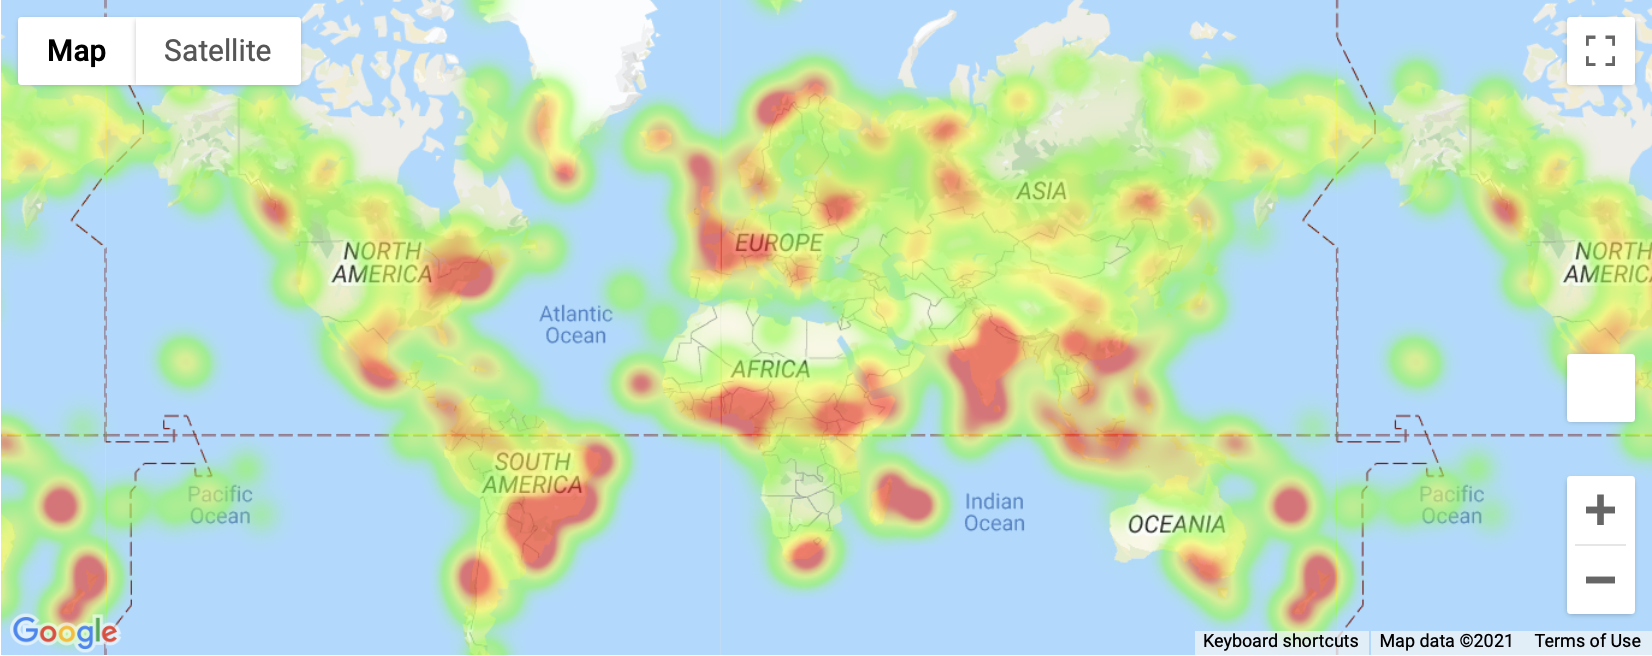 Map
Satellite
ASIA
EUROPE
NORTH
AMERICA
NORTH
AMERIC
Atlantic
Ocean
AFRICA
SOUTH
AMERICA
Pacific
Ocean
Indian
Ocean
OCEANIA
Pacific
Ocean
+
−
Google
Keyboard shortcuts
Map data ©2021
Terms of Use